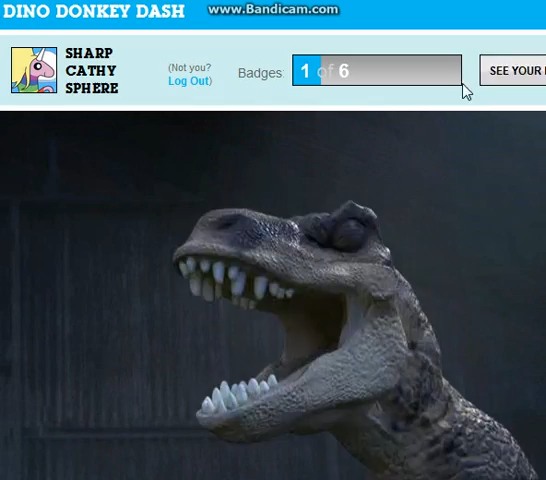 DINO DONKEY DASH
www.Bandicam.com
SHARP
CATHY
SPHERE
(Not you?
Log Out)
Badges:
1 of 6
SEE YOUR